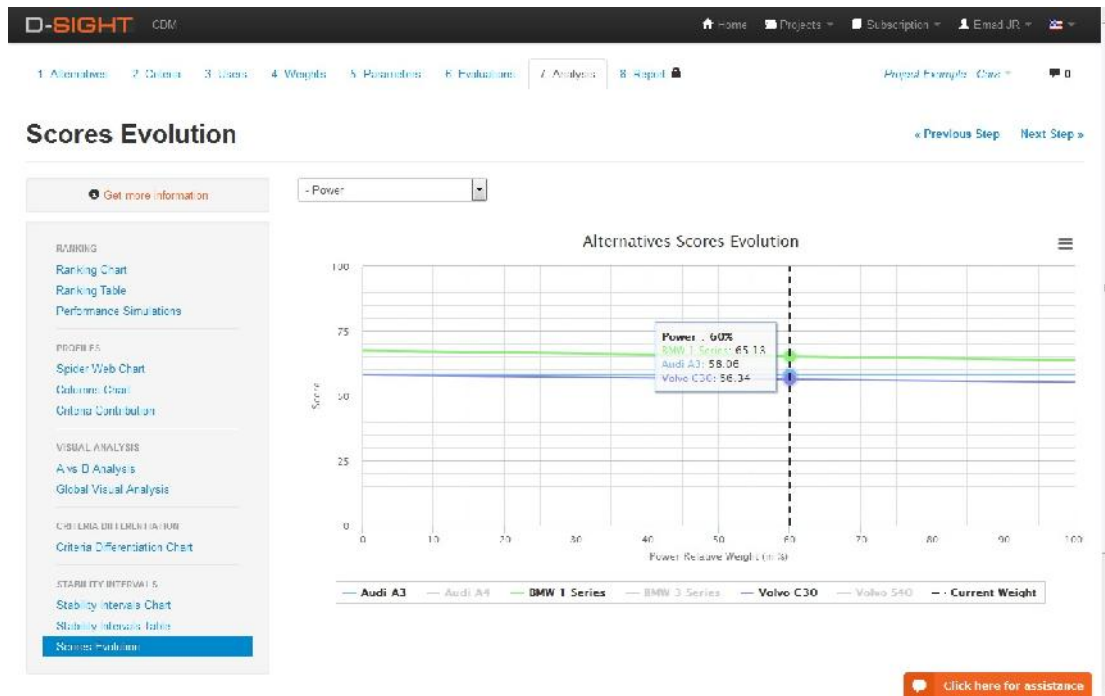 D-SIGHT CDM Home Projects Subscription Emad JR
1 Alternatives 2 Criteria 3 Users 4 Weights 5 Parameters 6 Evaluations 7 Analysis 8 Report Project Example - Cars 0
Scores Evolution
« Previous Step Next Step »
Get more information
- Power
RANKING
Ranking Chart
Ranking Table
Performance Simulations
PROFILES
Spider Web Chart
Columns Chart
Criteria Contribution
VISUAL ANALYSIS
A vs B Analysis
Global Visual Analysis
CRITERIA DIFFERENTIATION
Criteria Differentiation Chart
STABILITY INTERVALS
Stability Intervals Chart
Stability Intervals Table
Scores Evolution
Alternatives Scores Evolution
100
75
50
25
0
Score
Power : 60%
BMW 1 Series: 65.13
Audi A3: 58.06
Volvo C30: 56.34
0 10 20 30 40 50 60 70 80 90 100
Power Relative Weight (in %)
Audi A3 Audi A4 BMW 1 Series BMW 3 Series Volvo C30 Volvo S40 Current Weight
Click here for assistance